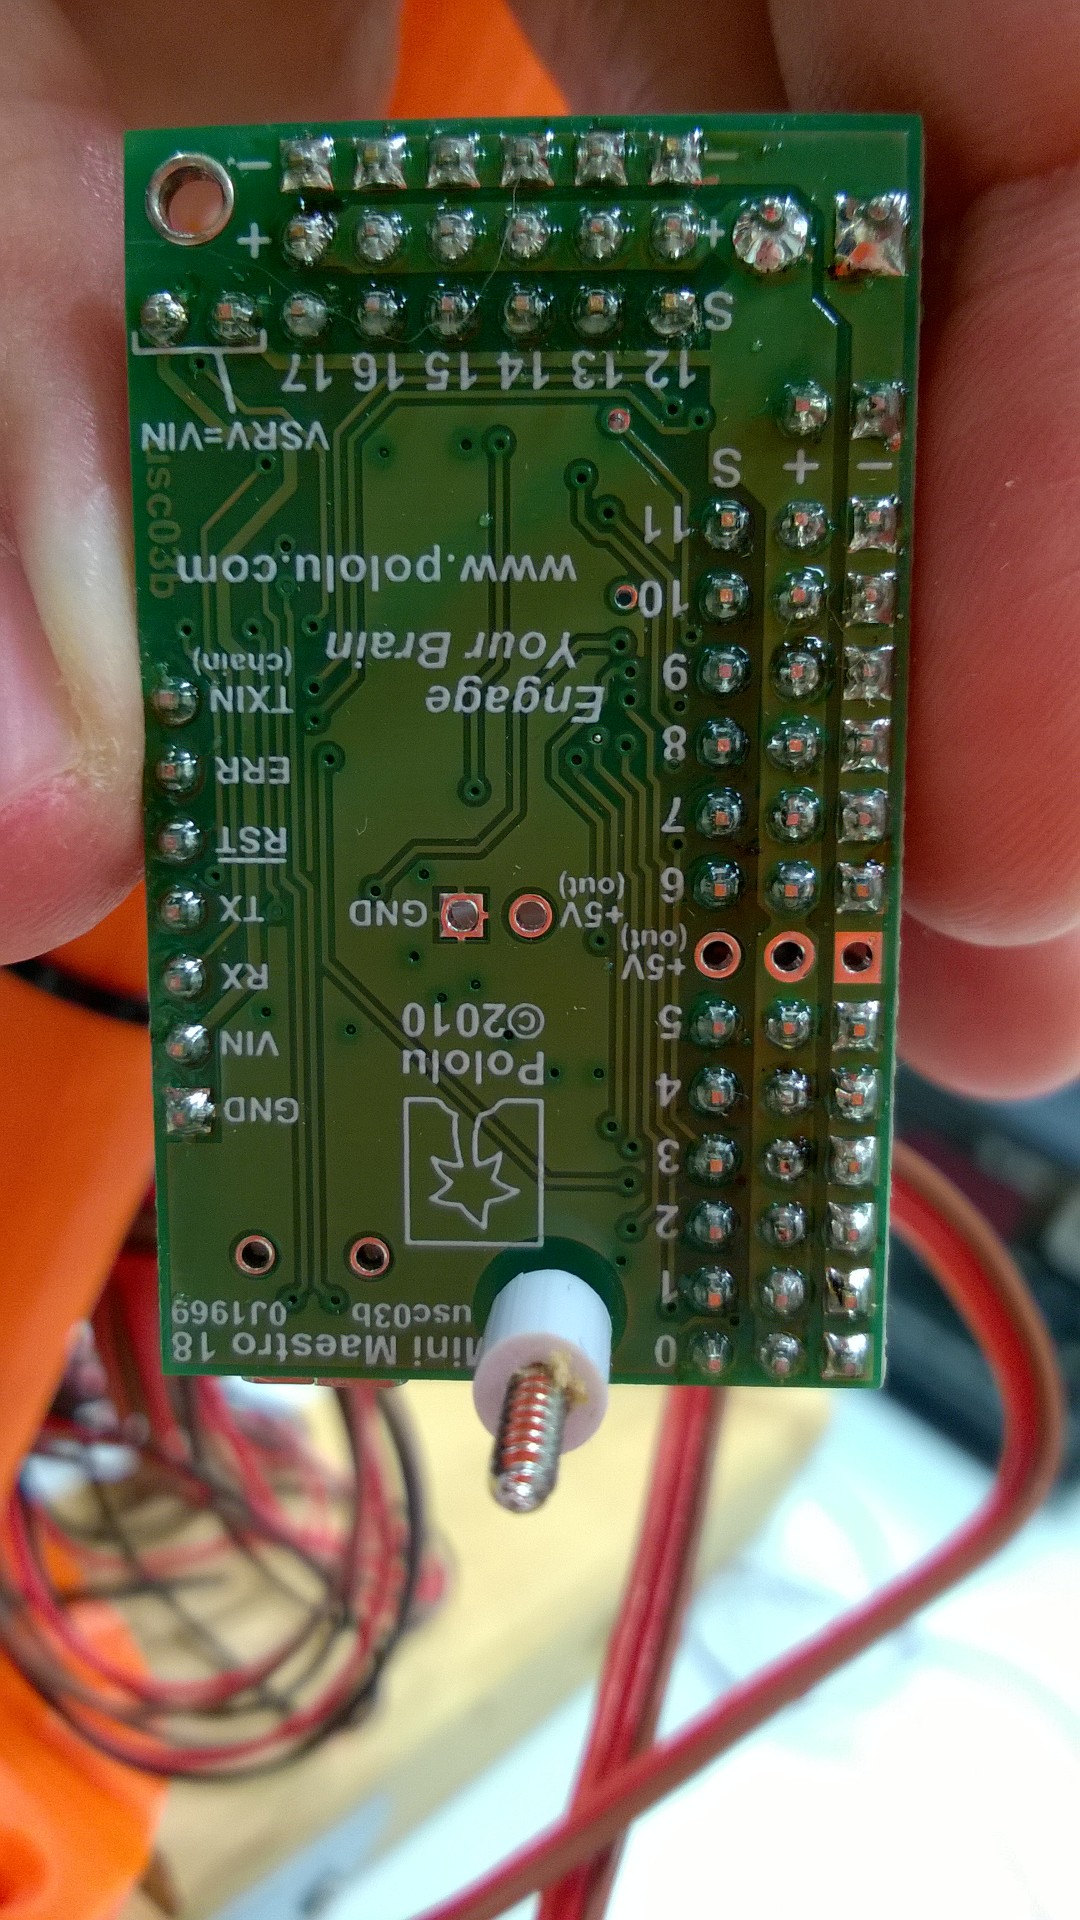 0
Mini Maestro 18
usc03b 0J1969
1
2
3
4
GND
Pololu
©2010
VIN
5
RX
+5V
(out)
+5V
(out)
GND
TX
6
RST
7
ERR
8
Engage
Your Brain
TXIN
(chain)
9
10
www.pololu.com
11
usc03b
- + S
VSRV=VIN
12 13 14 15 16 17
S
+ +
- -